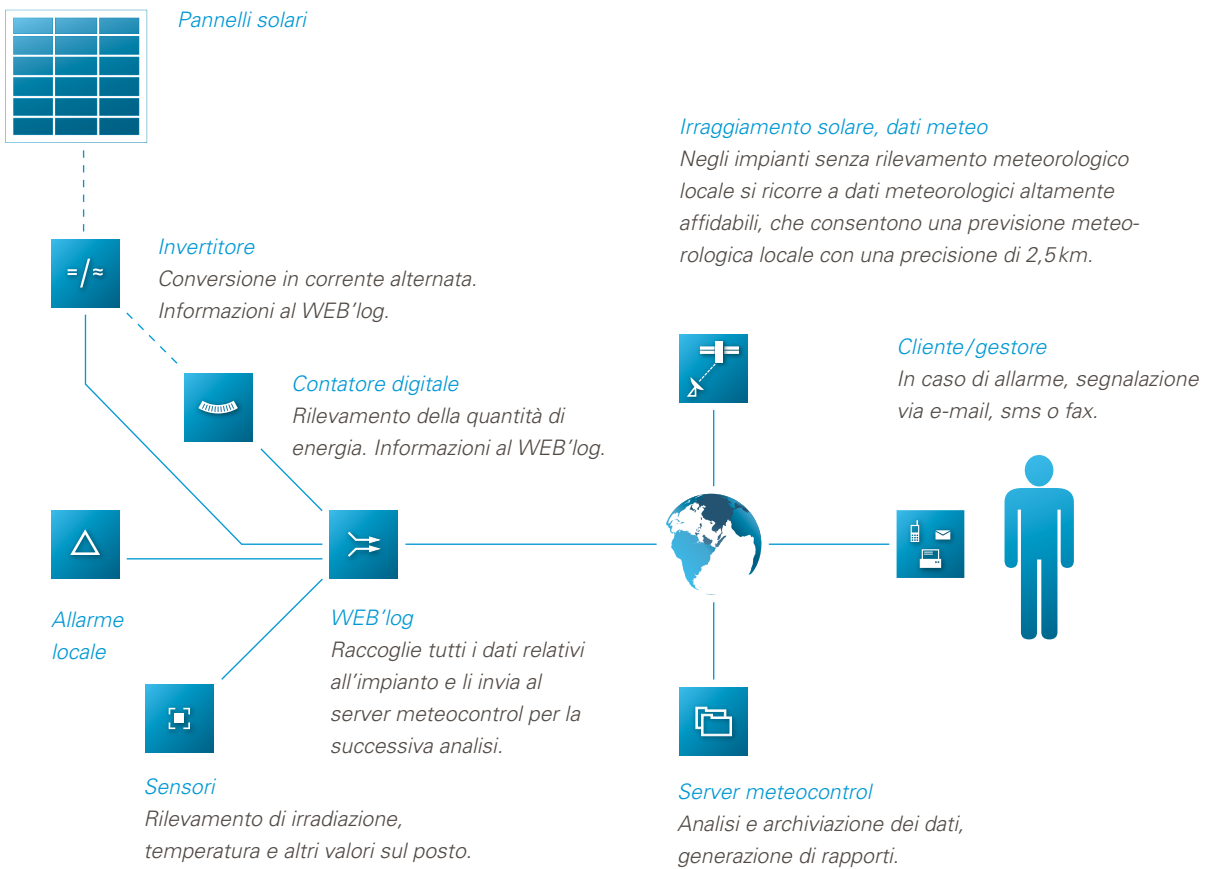 Pannelli solari
Irraggiamento solare, dati meteo
Negli impianti senza rilevamento meteorologico
locale si ricorre a dati meteorologici altamente
affidabili, che consentono una previsione meteo-
rologica locale con una precisione di 2,5 km.
Invertitore
Conversione in corrente alternata.
Informazioni al WEB’log.
=/≈
Contatore digitale
Rilevamento della quantità di
energia. Informazioni al WEB’log.
Cliente/gestore
In caso di allarme, segnalazione
via e-mail, sms o fax.
Allarme
locale
WEB’log
Raccoglie tutti i dati relativi
all’impianto e li invia al
server meteocontrol per la
successiva analisi.
Sensori
Rilevamento di irradiazione,
temperatura e altri valori sul posto.
Server meteocontrol
Analisi e archiviazione dei dati,
generazione di rapporti.